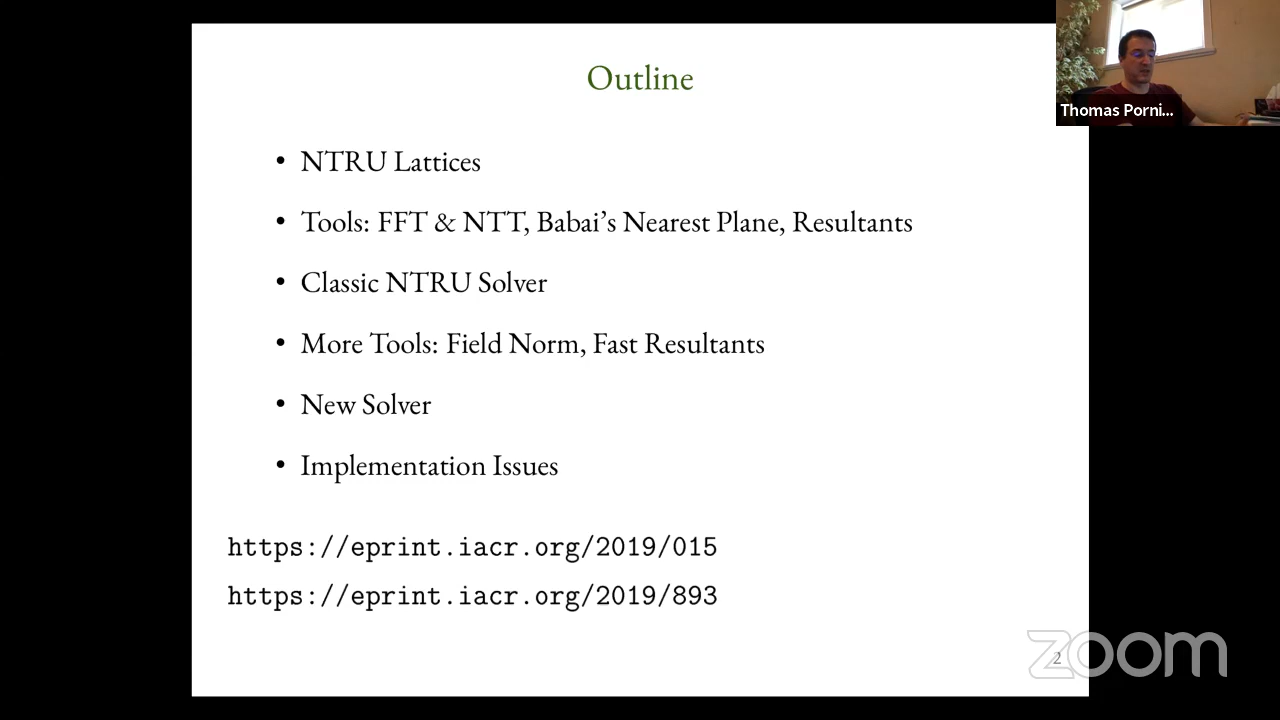 Outline
Thomas Porni...
• NTRU Lattices
• Tools: FFT & NTT, Babai’s Nearest Plane, Resultants
• Classic NTRU Solver
• More Tools: Field Norm, Fast Resultants
• New Solver
• Implementation Issues
https://eprint.iacr.org/2019/015
https://eprint.iacr.org/2019/893
2
zoom